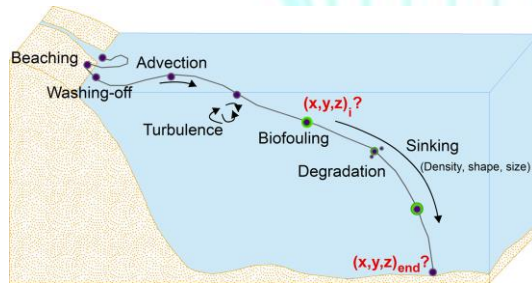 Beaching
Washing-off
Advection
Turbulence
(x,y,z)i?
Biofouling
Degradation
Sinking
(Density, shape, size)
(x,y,z)end?